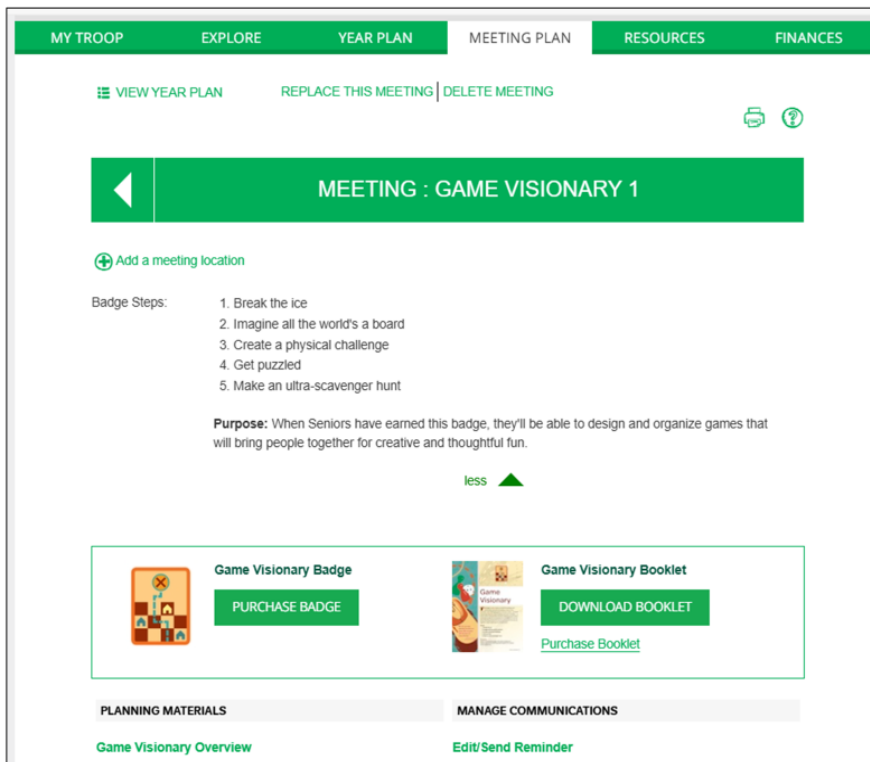 MY TROOP EXPLORE YEAR PLAN MEETING PLAN RESOURCES FINANCES
VIEW YEAR PLAN REPLACE THIS MEETING DELETE MEETING
MEETING : GAME VISIONARY 1
Add a meeting location
Badge Steps:
1. Break the ice
2. Imagine all the world's a board
3. Create a physical challenge
4. Get puzzled
5. Make an ultra-scavenger hunt
Purpose: When Seniors have earned this badge, they'll be able to design and organize games that
will bring people together for creative and thoughtful fun.
less
Game Visionary Badge
PURCHASE BADGE
Game
Visionary
Game Visionary Booklet
DOWNLOAD BOOKLET
Purchase Booklet
PLANNING MATERIALS
Game Visionary Overview
MANAGE COMMUNICATIONS
Edit/Send Reminder